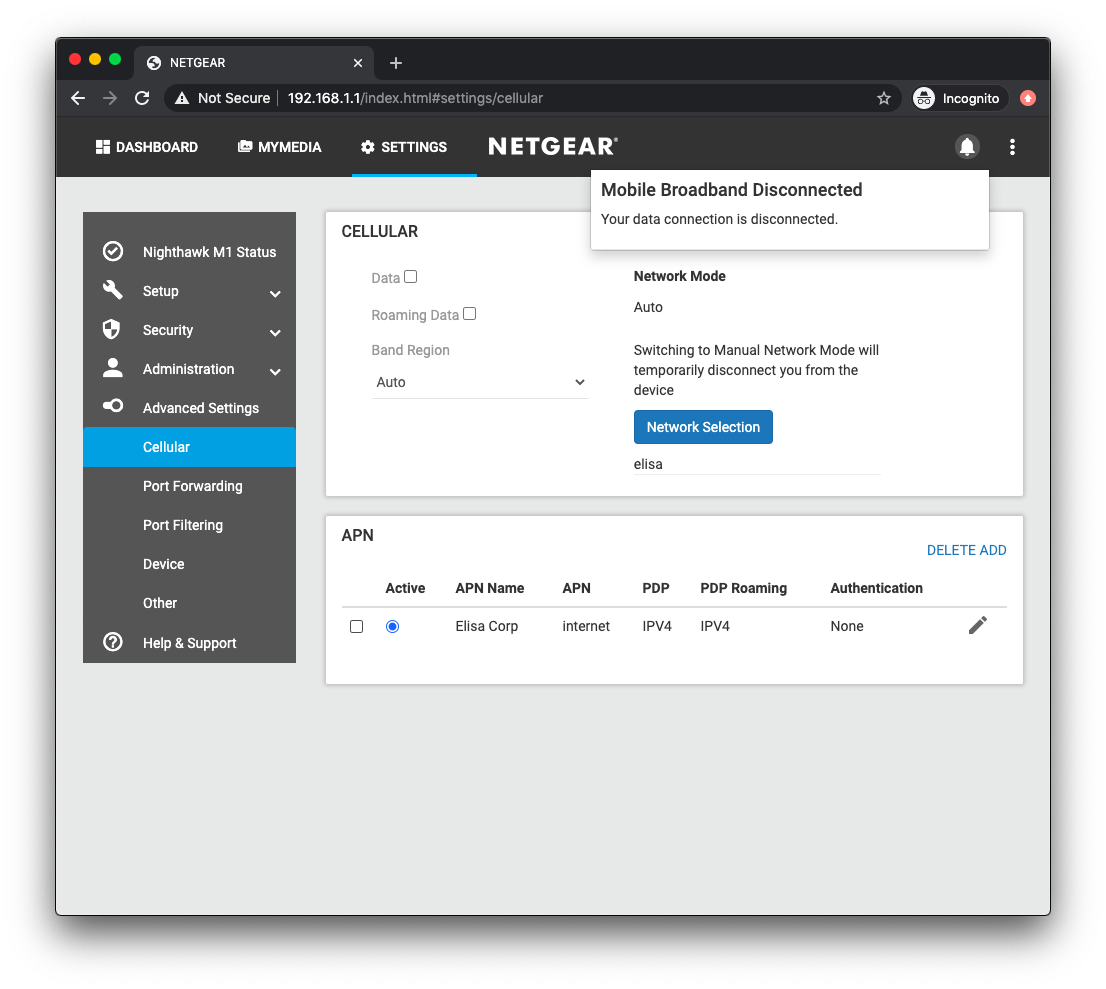 NETGEAR
Not Secure
192.168.1.1/index.html#settings/cellular
Incognito
DASHBOARD
MYMEDIA
SETTINGS
NETGEAR®
Mobile Broadband Disconnected
Your data connection is disconnected.
Nighthawk M1 Status
Setup
Security
Administration
Advanced Settings
Cellular
Port Forwarding
Port Filtering
Device
Other
Help & Support
CELLULAR
Data
Roaming Data
Band Region
Auto
Network Mode
Auto
Switching to Manual Network Mode will
temporarily disconnect you from the
device
Network Selection
elisa
APN
DELETE ADD
Active APN Name APN PDP PDP Roaming Authentication
Elisa Corp internet IPV4 IPV4 None